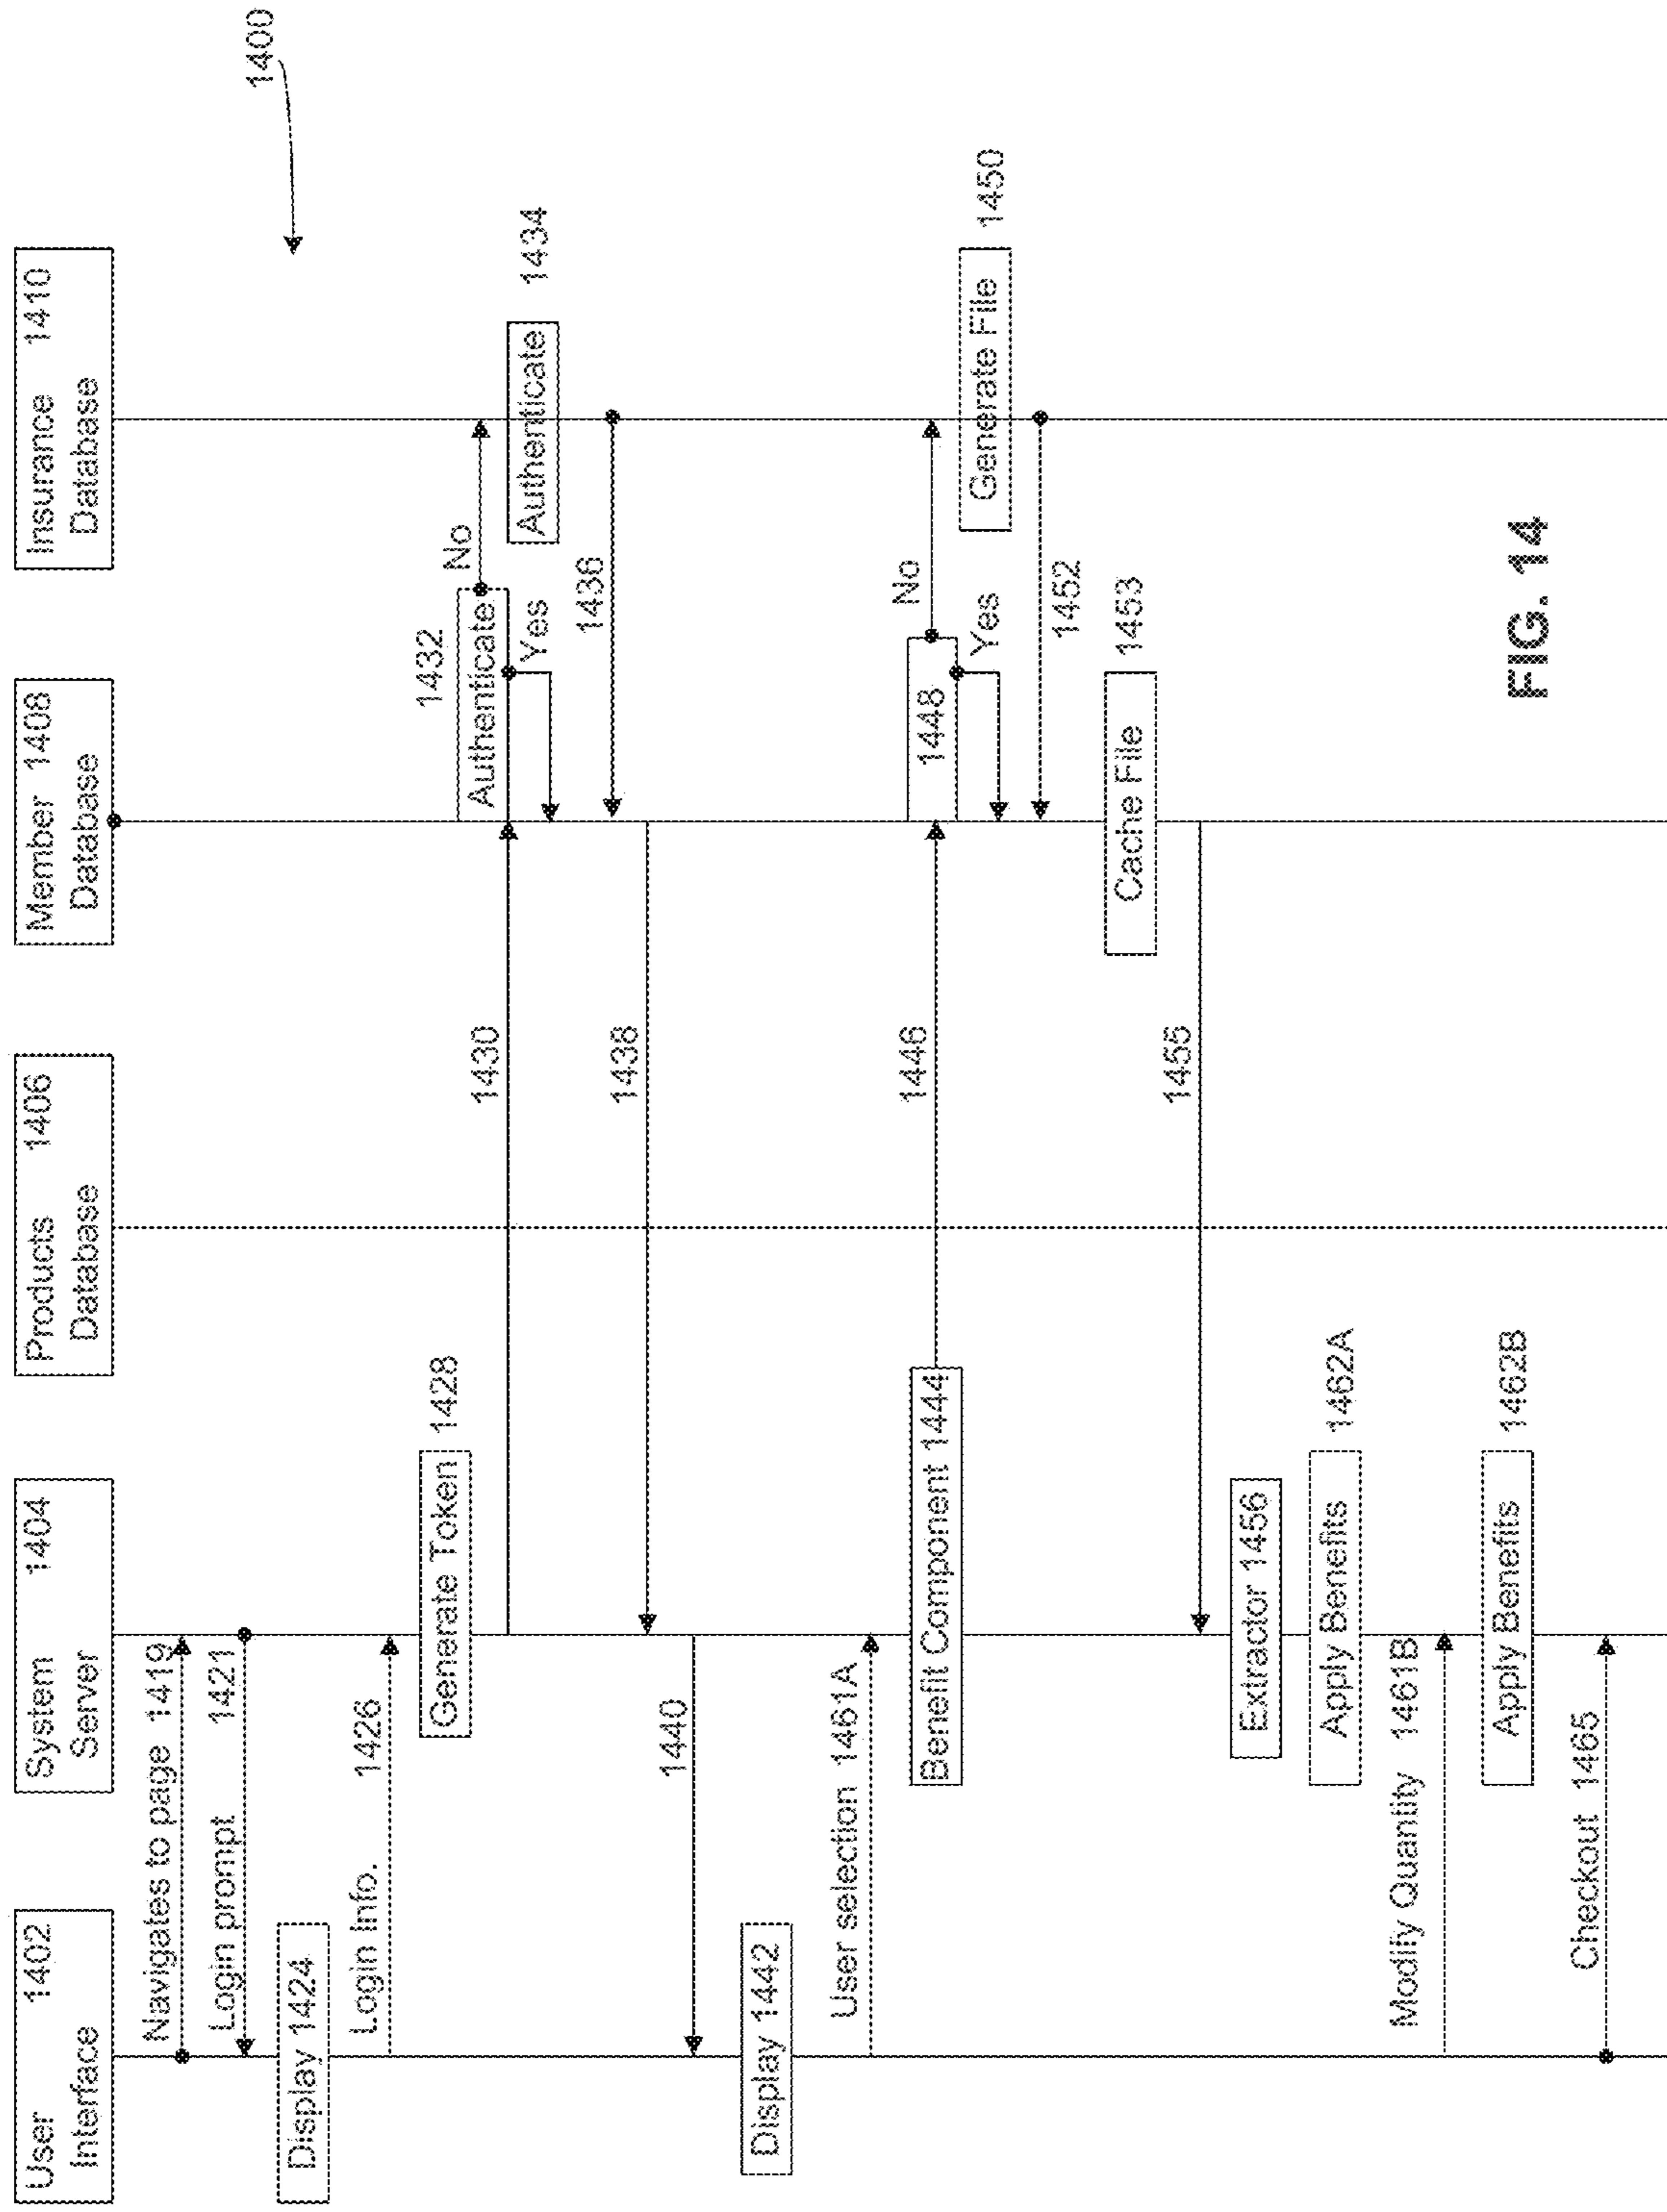 1400
User 1402
Interface
System 1404
Server
Products 1406
Database
Member 1408
Database
Insurance 1410
Database
Navigates to page 1419
Login prompt 1421
Display 1424
Login Info. 1426
Generate Token 1428
1430
1432
Authenticate
No
Yes
Authenticate
1434
1436
1438
1440
Display 1442
User selection 1461A
Benefit Component 1444
1446
1448
No
Yes
Generate File 1450
1452
Cache File 1453
1455
Extractor 1456
Apply Benefits 1462A
Modify Quantity 1461B
Apply Benefits 1462B
Checkout 1465
FIG. 14